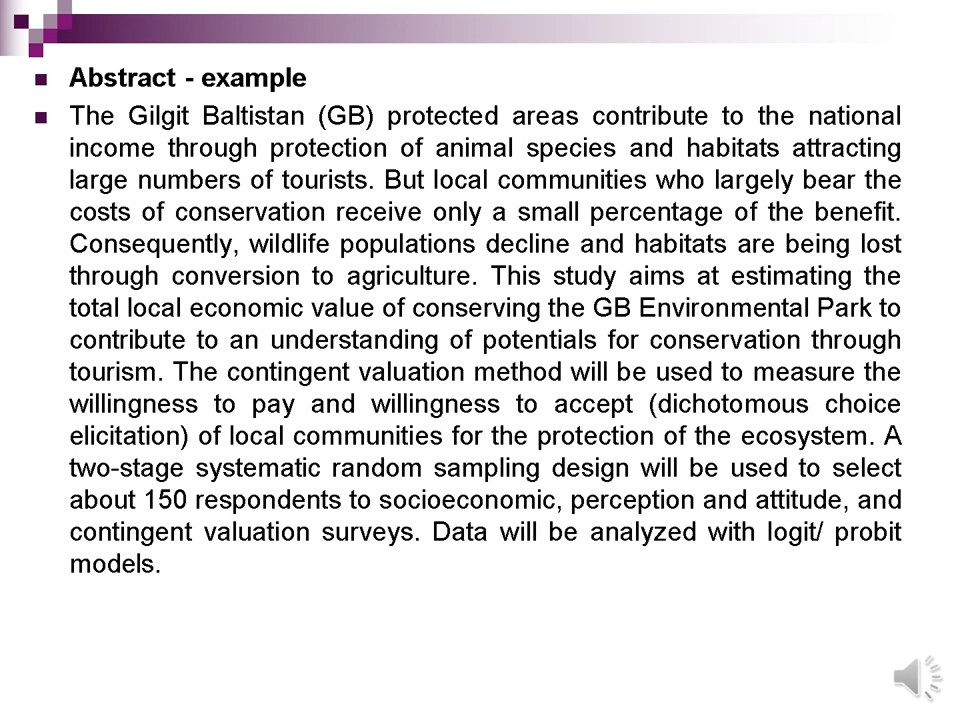 Abstract - example
The Gilgit Baltistan (GB) protected areas contribute to the national
income through protection of animal species and habitats attracting
large numbers of tourists. But local communities who largely bear the
costs of conservation receive only a small percentage of the benefit.
Consequently, wildlife populations decline and habitats are being lost
through conversion to agriculture. This study aims at estimating the
total local economic value of conserving the GB Environmental Park to
contribute to an understanding of potentials for conservation through
tourism. The contingent valuation method will be used to measure the
willingness to pay and willingness to accept (dichotomous choice
elicitation) of local communities for the protection of the ecosystem. A
two-stage systematic random sampling design will be used to select
about 150 respondents to socioeconomic, perception and attitude, and
contingent valuation surveys. Data will be analyzed with logit/ probit
models.